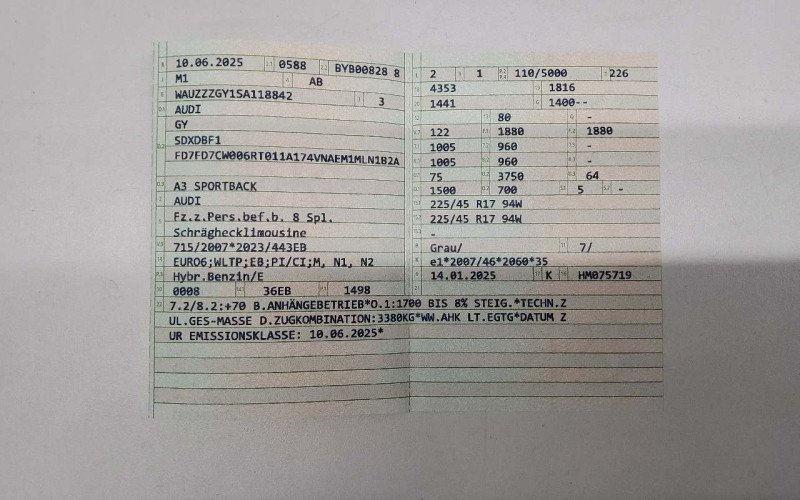 10.06.2025 0588 BYB00828 8
M1 AB
WAUZZZGY1SA118842 3
AUDI
GY
SDXDBF1
FD7FD7CW006RT011A174VNAEM1MLN1B2A
A3 SPORTBACK
AUDI
Fz.z.Pers.bef.b. 8 Spl.
Schräghecklimousine
715/2007*2023/443EB
EURO6;WLTP;EB;PI/CI;M, N1, N2
Hybr.Benzin/E
0008 36EB 1498
2 1 110/5000 226
4353 1816
1441 1400--
80 -
122 1880 1880
1005 960 -
1005 960 -
75 3750 64
1500 700 5 -
225/45 R17 94W
225/45 R17 94W
-
Grau/ 7/
e1*2007/46*2060*35
14.01.2025 K HM075719
7.2/8.2:+70 B.ANHÄNGEBETRIEB*O.1:1700 BIS 8% STEIG.*TECHN.Z
UL.GES-MASSE D.ZUGKOMBINATION:3380KG*WW.AHK LT.EGTG*DATUM Z
UR EMISSIONSKLASSE: 10.06.2025*